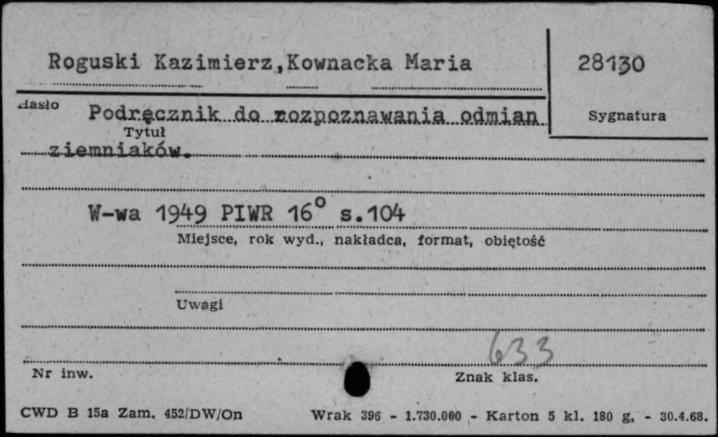 Roguski Kazimierz,Kownacka Maria
28130
Hasło
Podręcznik do rozpoznawania odmian
Sygnatura
Tytuł
ziemniaków.
W-wa 1949 PIWR 16° s.104
Miejsce, rok wyd., nakładca, format, obiętość
Uwagi
633
Nr inw.
Znak klas.
CWD B 15a Zam. 452/DW/On
Wrak 396 - 1.730.000 - Karton 5 kl. 180 g. - 30.4.68.